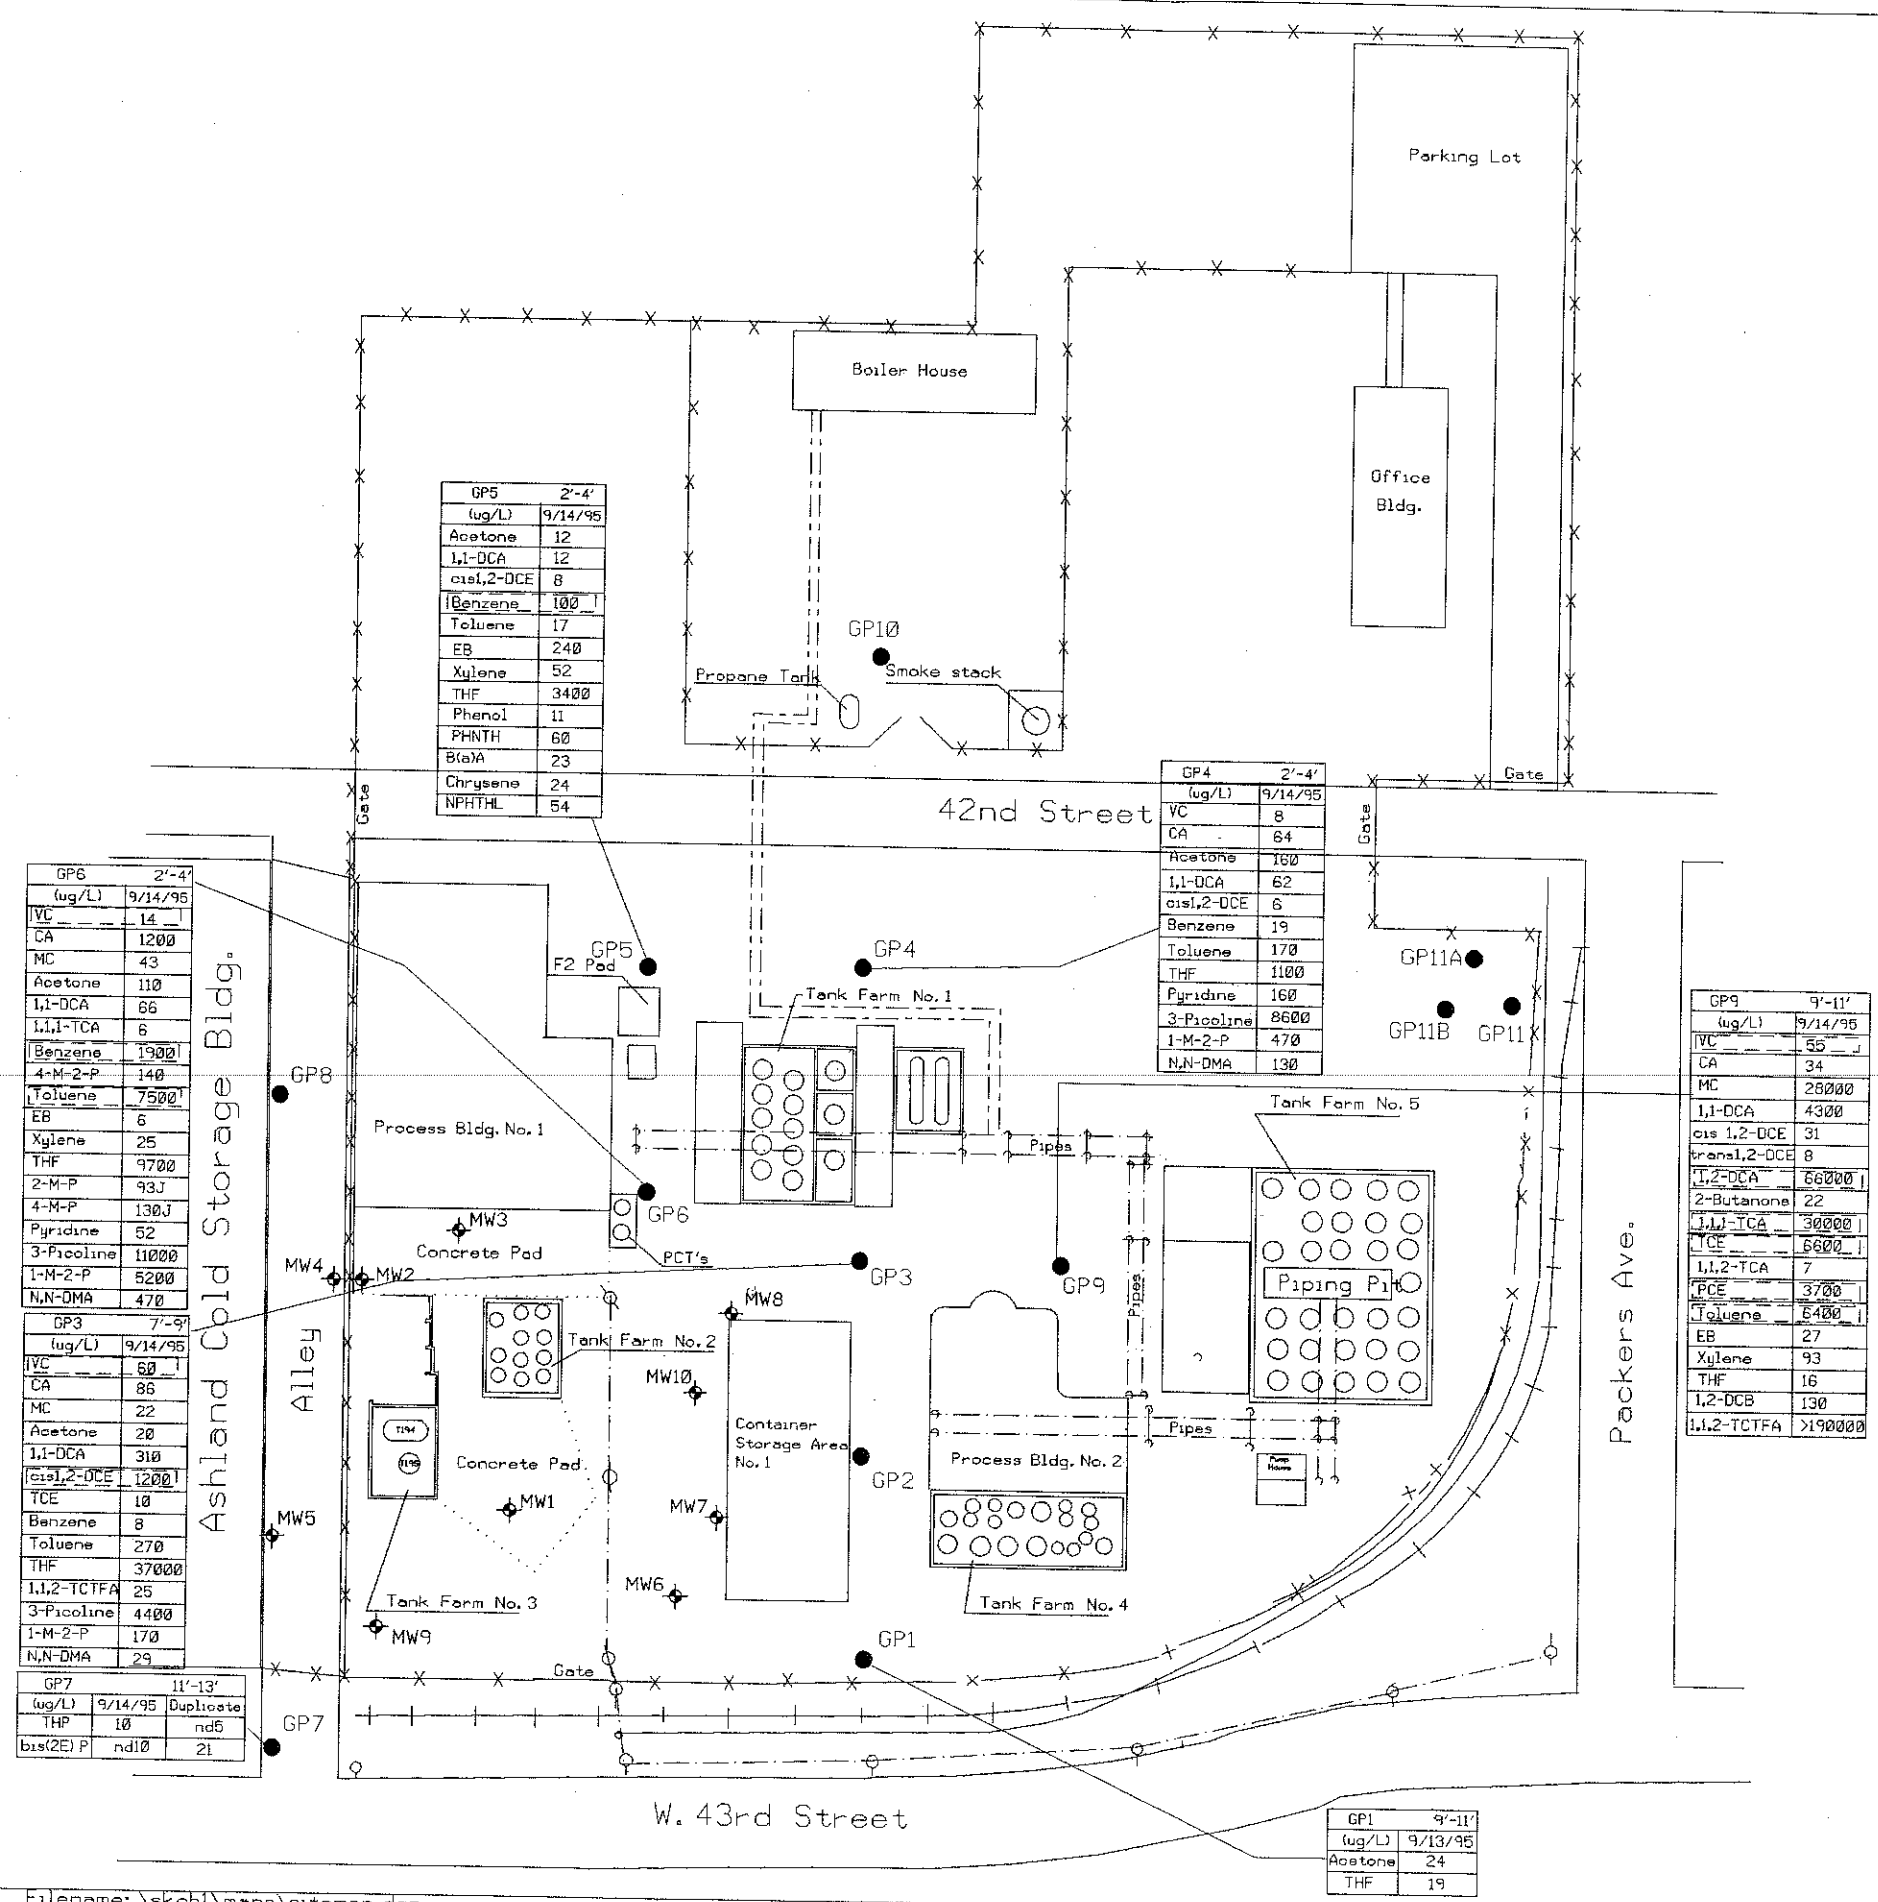 Parking Lot
Boiler House
Office
Bldg.
GP5 2'-4'
(ug/L) 9/14/95
Acetone 12
1,1-DCA 12
cis1,2-DCE 8
Benzene 100
Toluene 17
EB 240
Xylene 52
THF 3400
Phenol 11
PHNTH 60
B(a)A 23
Chrysene 24
NPHTHL 54
GP10
Propane Tank
Smoke stack
Gate
Gate
Gate
42nd Street
GP4 2'-4'
(ug/L) 9/14/95
VC 8
CA 64
Acetone 160
1,1-DCA 62
cis1,2-DCE 6
Benzene 19
Toluene 170
THF 1100
Pyridine 160
3-Picoline 8600
1-M-2-P 470
N,N-DMA 130
GP6 2'-4'
(ug/L) 9/14/95
VC 14
CA 1200
MC 43
Acetone 110
1,1-DCA 66
1,1,1-TCA 6
Benzene 1900
4-M-2-P 140
Toluene 7500
EB 6
Xylene 25
THF 9700
2-M-P 93J
4-M-P 130J
Pyridine 52
3-Picoline 11000
1-M-2-P 5200
N,N-DMA 470
GP3 7'-9'
(ug/L) 9/14/95
VC 60
CA 86
MC 22
Acetone 20
1,1-DCA 310
cis1,2-DCE 1200
TCE 10
Benzene 8
Toluene 270
THF 37000
1,1,2-TCTFA 25
3-Picoline 4400
1-M-2-P 170
N,N-DMA 29
GP7 11'-13'
(ug/L) 9/14/95 Duplicate
THP 10 nd5
bis(2E) P nd10 21
Ashland Cold Storage Bldg.
Alley
GP5
F2 Pad
GP4
Tank Farm No. 1
GP11A
GP11B
GP11
GP8
Process Bldg. No. 1
Pipes
Tank Farm No. 5
GP6
PCT's
MW3
Concrete Pad
MW4
MW2
GP3
GP9
Piping Pit
Pipes
MW8
Tank Farm No. 2
MW10
Container
Storage Area
No. 1
T194
T195
Concrete Pad
MW1
MW7
GP2
Pipes
Process Bldg. No. 2
Pump
House
MW5
MW6
Tank Farm No. 3
Tank Farm No. 4
MW9
GP1
Gate
GP7
Packers Ave.
GP9 9'-11'
(ug/L) 9/14/95
VC 55
CA 34
MC 28000
1,1-DCA 4300
cis 1,2-DCE 31
trans1,2-DCE 8
1,2-DCA 66000
2-Butanone 22
1,1,1-TCA 30000
TCE 6600
1,1,2-TCA 7
PCE 3700
Toluene 6400
EB 27
Xylene 93
THF 16
1,2-DCB 130
1,1,2-TCTFA >190000
W. 43rd Street
GP1 9'-11'
(ug/L) 9/13/95
Acetone 24
THF 19